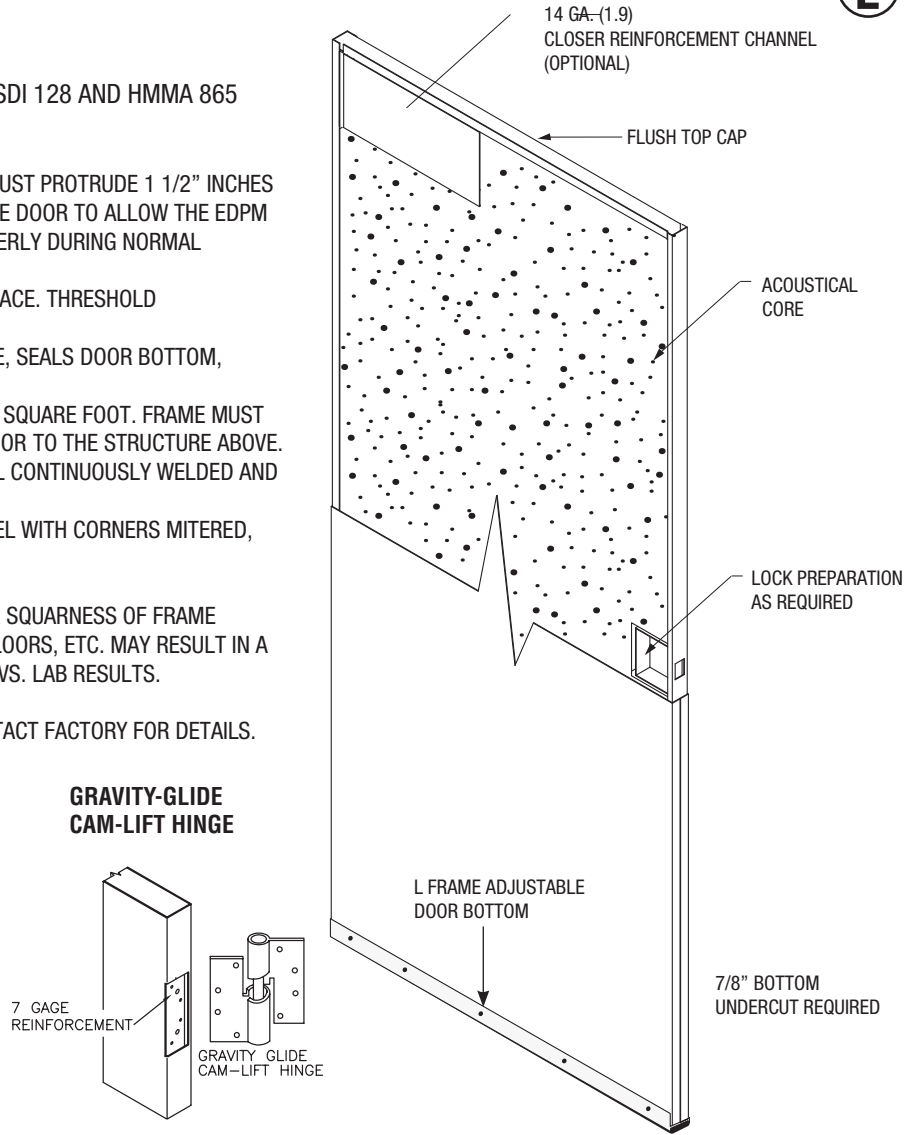 E
14 GA. (1.9)
CLOSER REINFORCEMENT CHANNEL
(OPTIONAL)
FLUSH TOP CAP
SDI 128 AND HMMA 865
UST PROTRUDE 1 1/2” INCHES
E DOOR TO ALLOW THE EDPM
ERLY DURING NORMAL
ACE. THRESHOLD
E, SEALS DOOR BOTTOM,
SQUARE FOOT. FRAME MUST
OR TO THE STRUCTURE ABOVE.
L CONTINUOUSLY WELDED AND
EL WITH CORNERS MITERED,
SQUARNESS OF FRAME
LOORS, ETC. MAY RESULT IN A
VS. LAB RESULTS.
TACT FACTORY FOR DETAILS.
ACOUSTICAL
CORE
LOCK PREPARATION
AS REQUIRED
GRAVITY-GLIDE
CAM-LIFT HINGE
L FRAME ADJUSTABLE
DOOR BOTTOM
7/8” BOTTOM
UNDERCUT REQUIRED
7 GAGE
REINFORCEMENT
GRAVITY GLIDE
CAM-LIFT HINGE